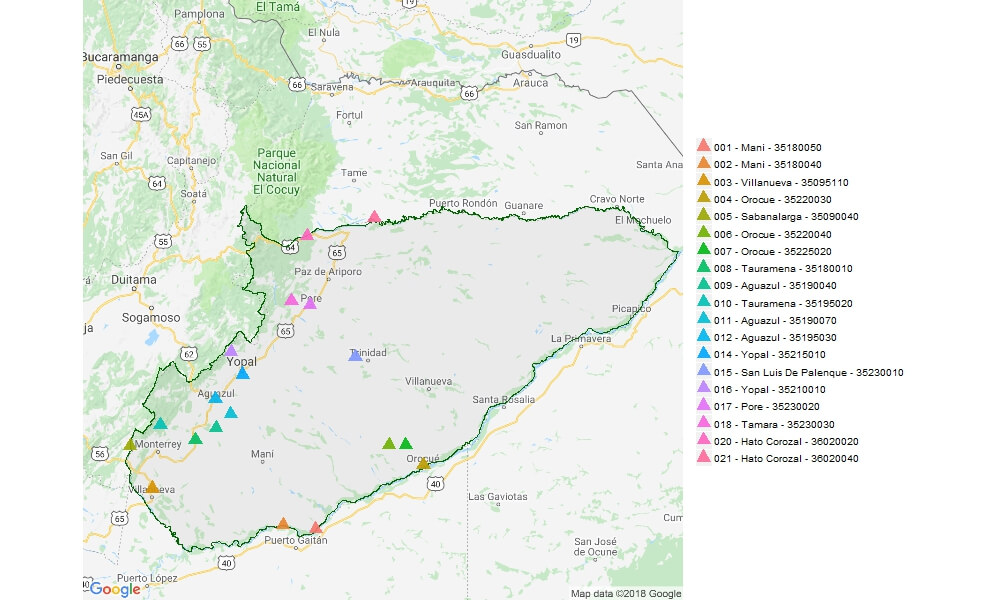 El Tamá
19
Pamplona
66
55
El Nula
19
Guasdualito
Bucaramanga
Piedecuesta
66
Saravena
Arauquita
66
Arauca
45A
Fortul
San Ramon
San Gil
Capitanejo
Parque
Nacional
Natural
El Cocuy
Tame
Santa Ana
64
Soatá
Puerto Rondón
Guanare
Cravo Norte
El Mochuelo
55
64
65
Duitama
Paz de Ariporo
Pore
Sogamoso
Picapico
ja
65
La Primavera
62
Yopal
Trinidad
Villanueva
Aguazul
Santa Rosalia
56
Monterrey
Maní
Orocué
40
Villanueva
Las Gaviotas
65
Cum
Puerto Gaitán
San José
de Ocune
40
Puerto López
40
Google
Map data ©2018 Google
001 - Mani - 35180050
002 - Mani - 35180040
003 - Villanueva - 35095110
004 - Orocue - 35220030
005 - Sabanalarga - 35090040
006 - Orocue - 35220040
007 - Orocue - 35225020
008 - Tauramena - 35180010
009 - Aguazul - 35190040
010 - Tauramena - 35195020
011 - Aguazul - 35190070
012 - Aguazul - 35195030
014 - Yopal - 35215010
015 - San Luis De Palenque - 35230010
016 - Yopal - 35210010
017 - Pore - 35230020
018 - Tamara - 35230030
020 - Hato Corozal - 36020020
021 - Hato Corozal - 36020040